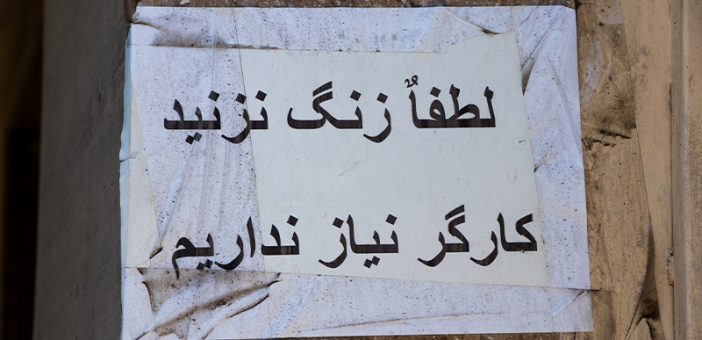 لطفاٌ زنگ نزنید
کارگر نیاز نداریم